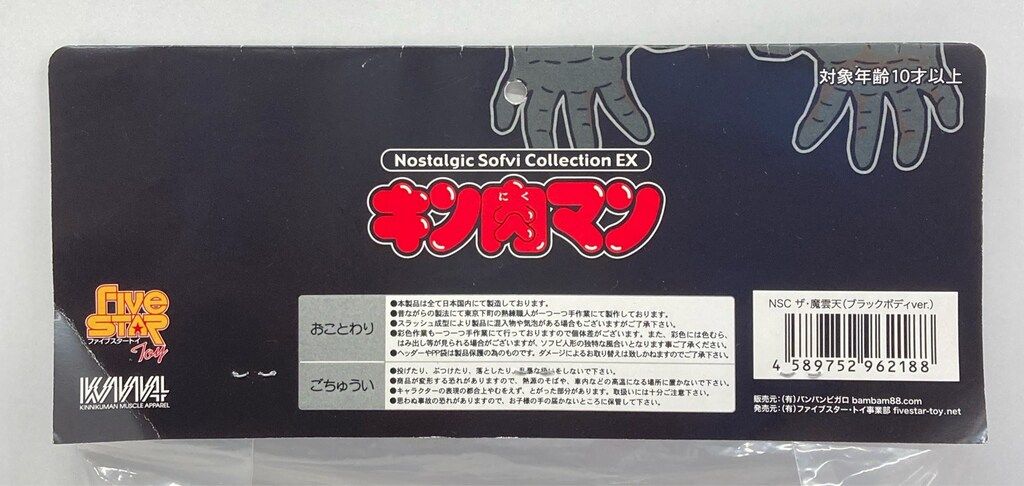 対象年齢10才以上
Nostalgic Sofvi Collection EX
キン肉マン
にく
Five
STAR
ファイブスタートイ
Toy
KINNIKUMAN MUSCLE APPAREL
おことわり
●本製品は全て日本国内にて製造しております。
●昔ながらの製法にて東京下町の熟練職人が一つ一つ手作業にて製作しております。
●スラッシュ成型により製品に混入物や気泡がある場合もございますがご了承下さい。
●彩色作業も一つ一つ手作業にて行っておりますので個体差がございます。また、彩色には色むら、
はみ出し等が見られる場合がございますが、ソフビ人形の独特な風合いとなります事ご了承ください。
●ヘッダーやPP袋は製品保護の為のものです。ダメージによるお取り替えは致しかねますのでご了承下さい。
ごちゅうい
●投げたり、ぶつけたり、落としたり、乱暴な扱いをしないで下さい。
●商品が変形する恐れがありますので、熱源のそばや、車内などの高温になる場所に置かないで下さい。
●キャラクターの表現の都合上やむをえず、とがった部分があります。取扱いには十分ご注意下さい。
●思わぬ事故の恐れがありますので、お子様の手の届かないところに保管して下さい。
NSC ザ・魔雲天(ブラックボディver.)
4 589752 962188
販売元：(有)バンバンビガロ bambam88.com
発売元：(有)ファイブスター・トイ事業部 fivestar-toy.net